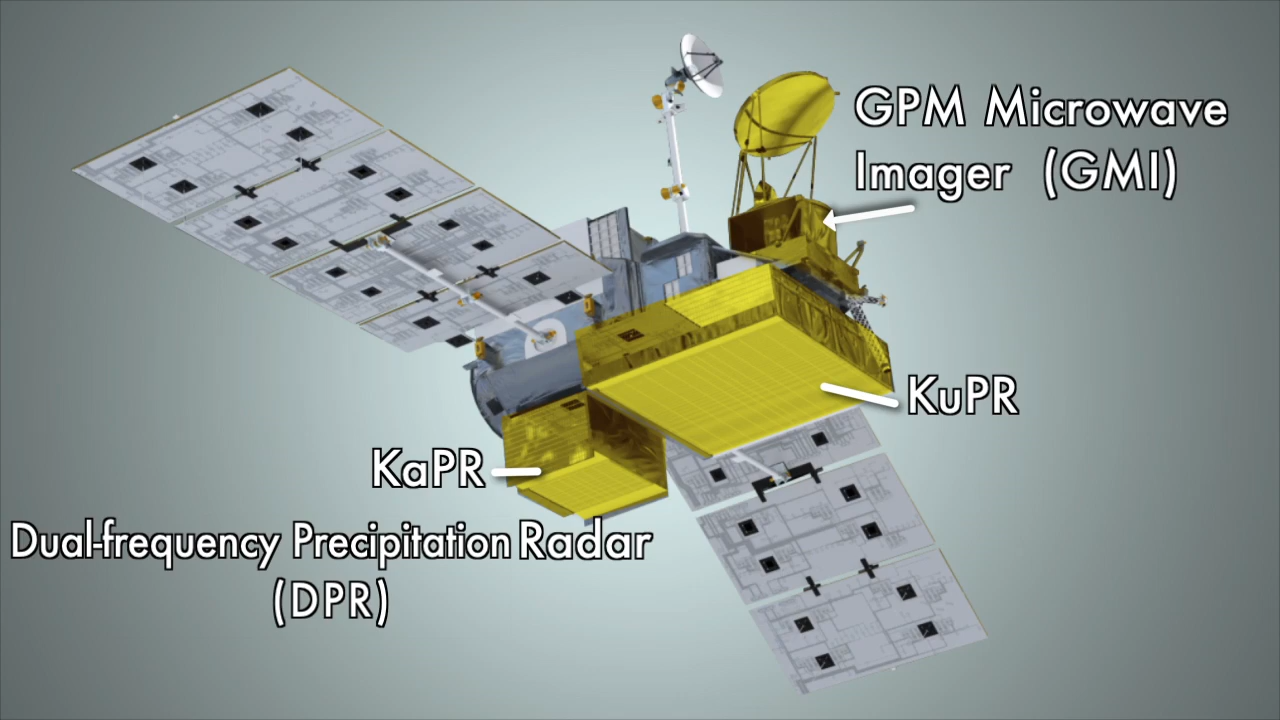 GPM Microwave
Imager (GMI)
KuPR
KaPR
Dual-frequency Precipitation Radar
(DPR)